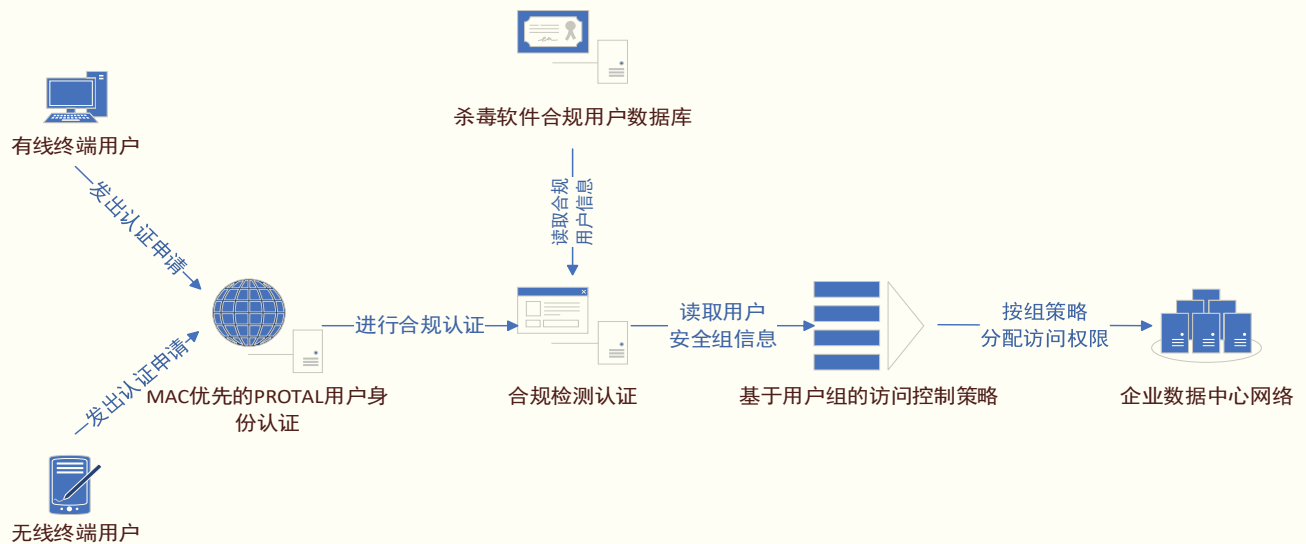 杀毒软件合规用户数据库
有线终端用户
发出认证申请
读取合规
用户信息
进行合规认证
读取用户
安全组信息
按组策略
分配访问权限
MAC优先的PROTAL用户身
份认证
合规检测认证
基于用户组的访问控制策略
企业数据中心网络
发出认证申请
无线终端用户